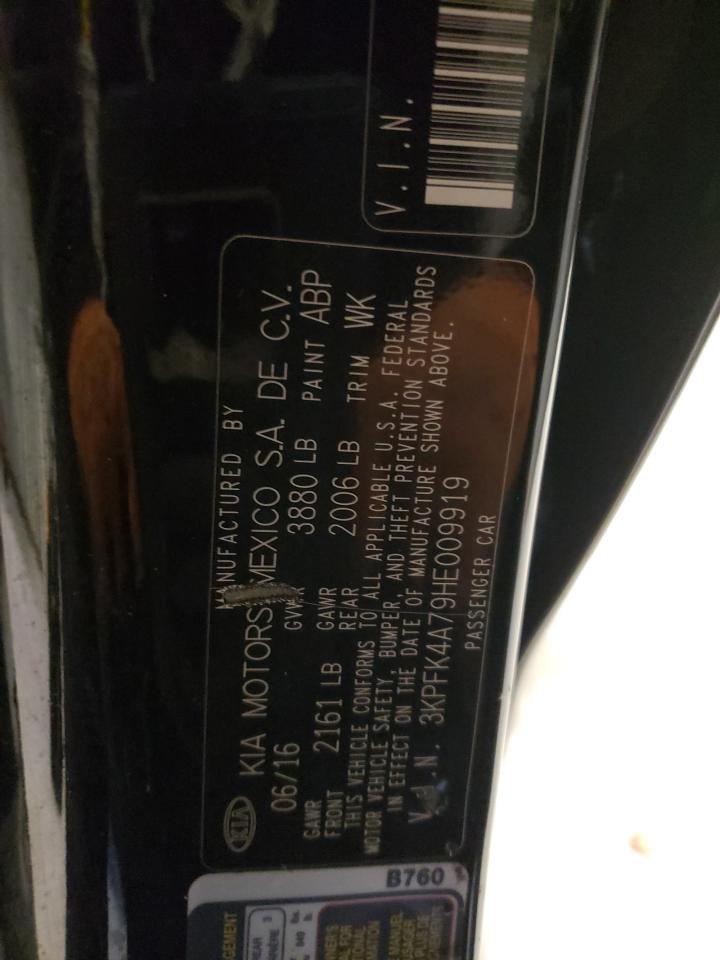 MANUFACTURED BY
KIA KIA MOTORS MEXICO S.A. DE C.V.
06/16 GVWR 3880 LB PAINT ABP
GAWR FRONT 2161 LB GAWR REAR 2006 LB TRIM WK
THIS VEHICLE CONFORMS TO ALL APPLICABLE U.S.A. FEDERAL
MOTOR VEHICLE SAFETY, BUMPER, AND THEFT PREVENTION STANDARDS
IN EFFECT ON THE DATE OF MANUFACTURE SHOWN ABOVE.
V.I.N. 3KPFK4A79HE009919
PASSENGER CAR
V.I.N.
B760